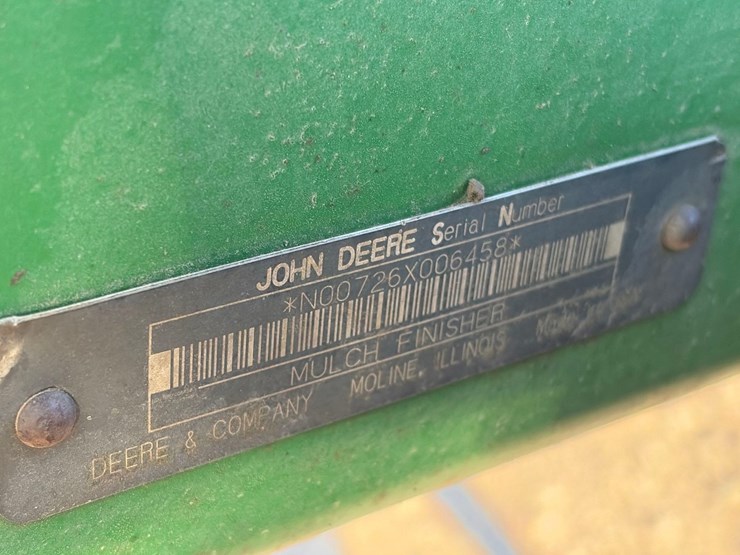 JOHN DEERE Serial Number
*N00726X006458*
MULCH FINISHER
DEERE & COMPANY MOLINE, ILLINOIS